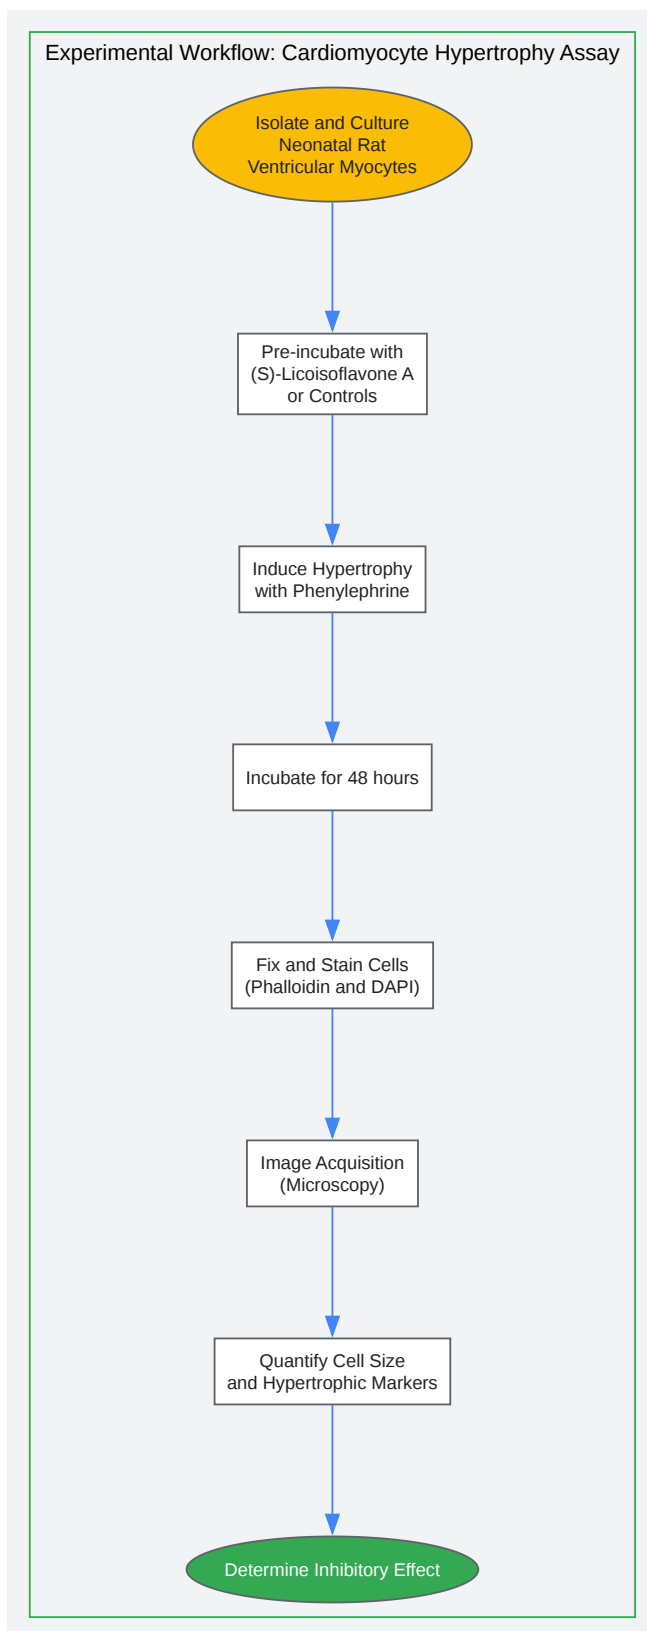 Experimental Workflow: Cardiomyocyte Hypertrophy Assay
Isolate and Culture
Neonatal Rat
Ventricular Myocytes
Pre-incubate with
(S)-Licoisoflavone A
or Controls
Induce Hypertrophy
with Phenylephrine
Incubate for 48 hours
Fix and Stain Cells
(Phalloidin and DAPI)
Image Acquisition
(Microscopy)
Quantify Cell Size
and Hypertrophic Markers
Determine Inhibitory Effect